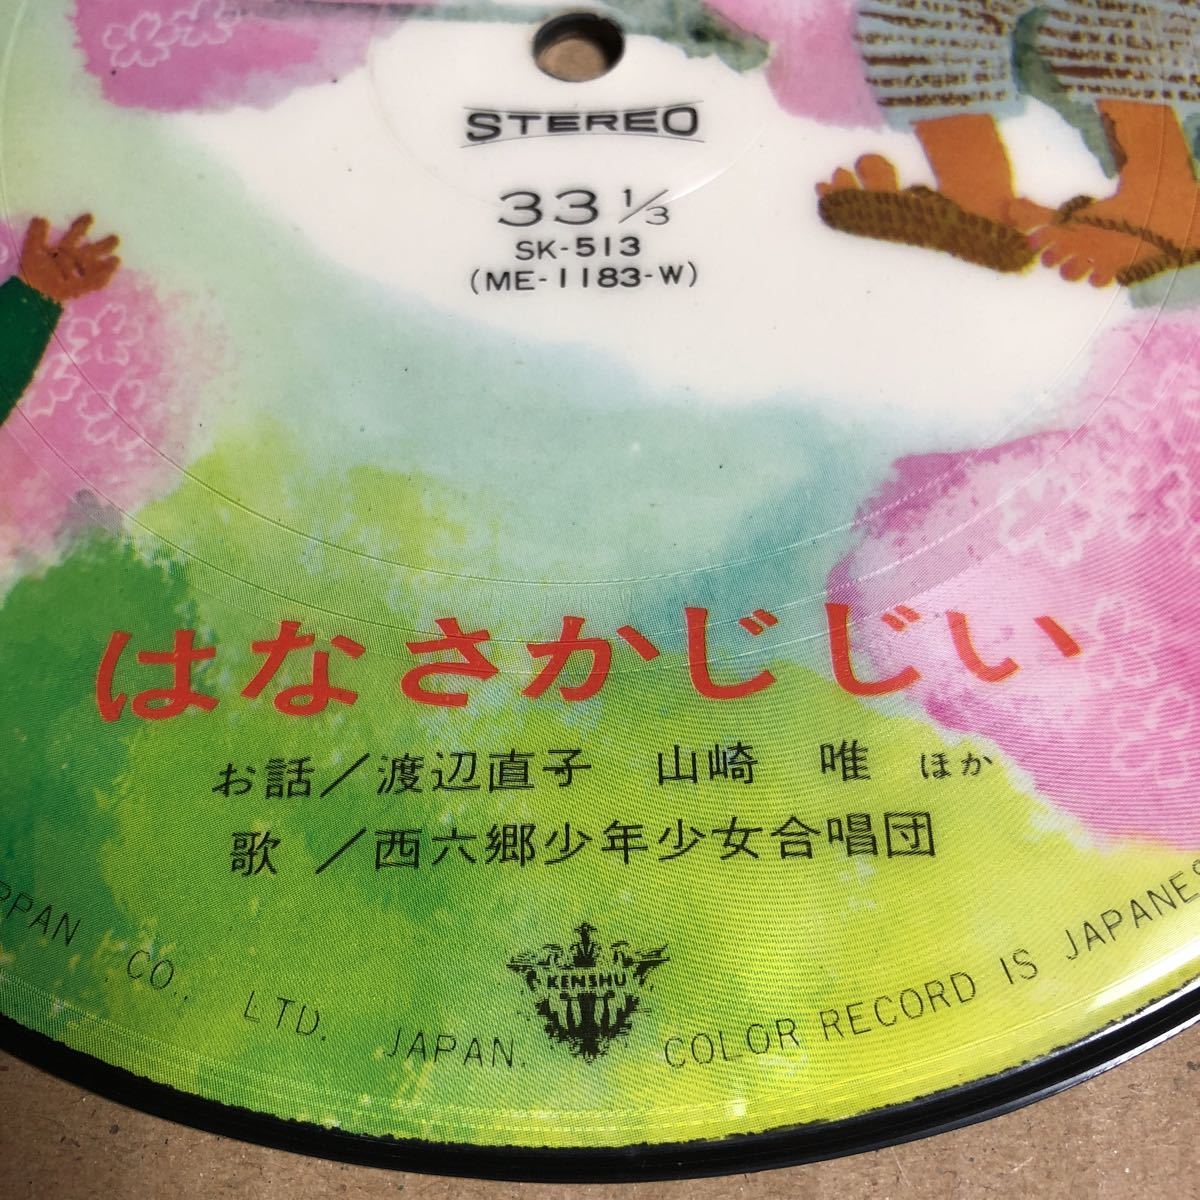 STEREO
33 1/3
SK-513
(ME-1183-W)
はなさかじじい
お話/渡辺直子 山崎 唯 ほか
歌 /西六郷少年少女合唱団
KENSHU
CO., LTD. JAPAN. COLOR RECORD IS